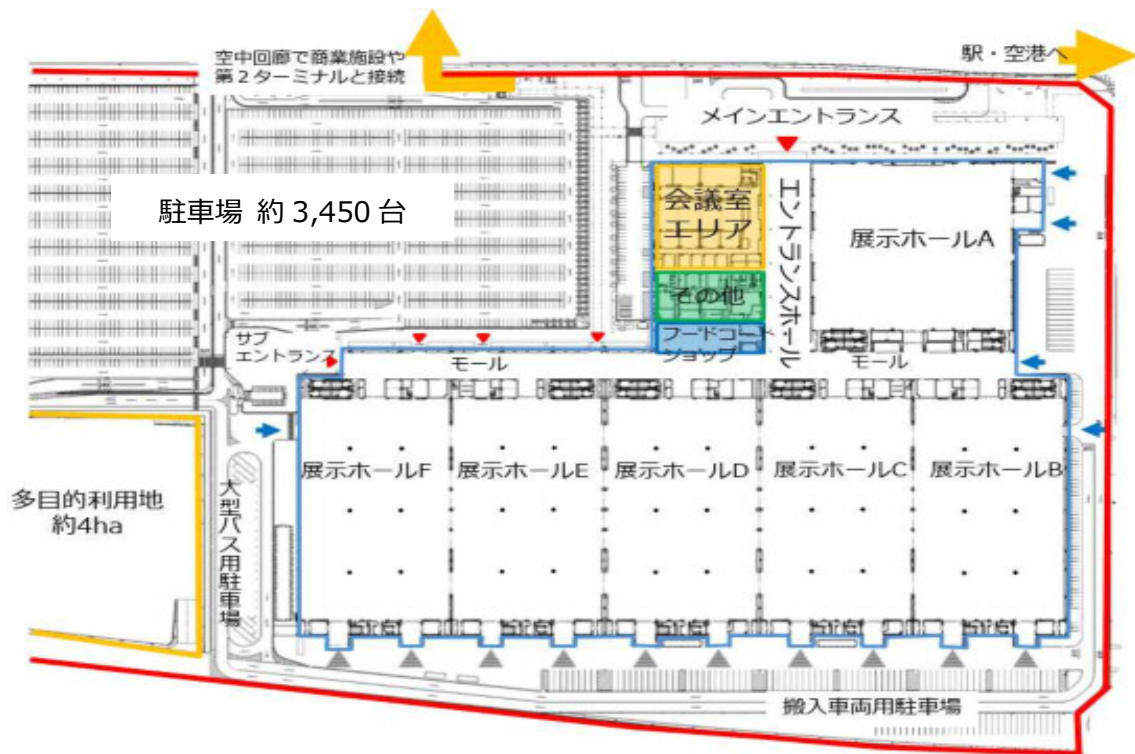 空中回廊で商業施設や
第２ターミナルと接続
駅・空港へ
メインエントランス
駐車場 約 3,450 台
会議室
エリア
エントランスホール
展示ホールA
その他
フードコート
ショップ
サブ
エントランス
モール
モール
展示ホールF
展示ホールE
展示ホールD
展示ホールC
展示ホールB
多目的利用地
約4ha
大型バス用駐車場
搬入車両用駐車場